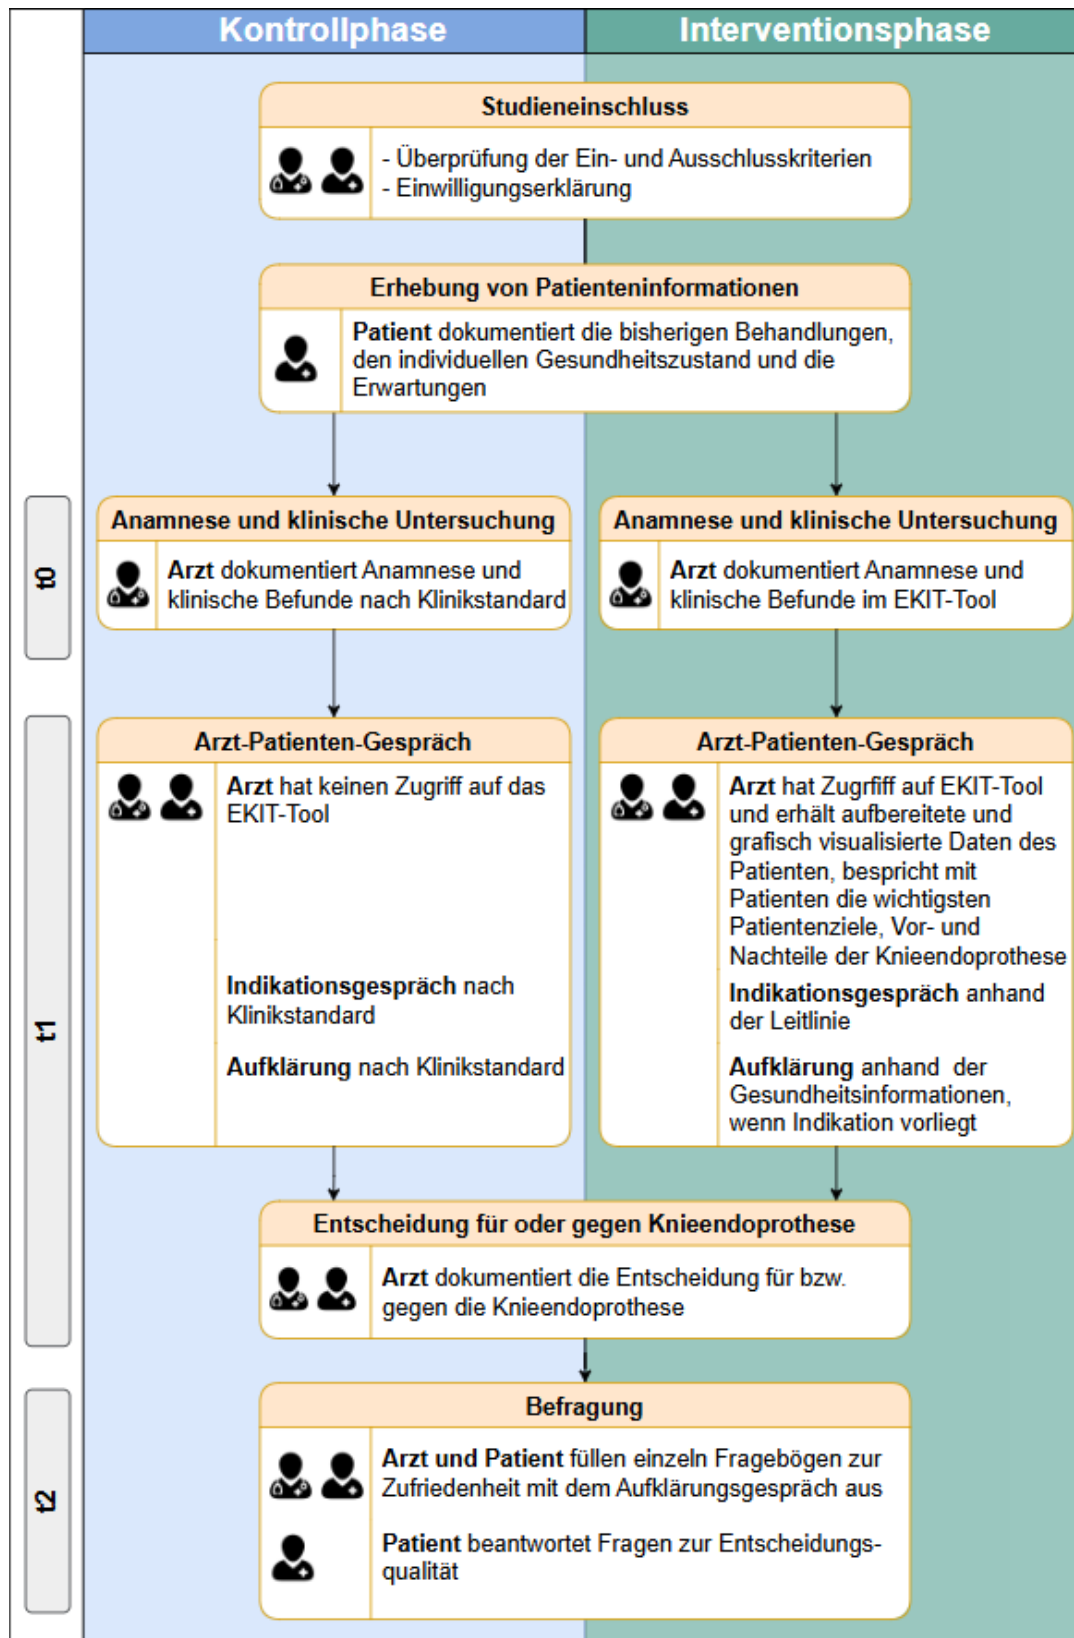 Kontrollphase
Interventionsphase
Studieneinschluss
- Überprüfung der Ein- und Ausschlusskriterien
- Einwilligungserklärung
Erhebung von Patienteninformationen
Patient dokumentiert die bisherigen Behandlungen,
den individuellen Gesundheitszustand und die
Erwartungen
t0
Anamnese und klinische Untersuchung
Arzt dokumentiert Anamnese und
klinische Befunde nach Klinikstandard
Anamnese und klinische Untersuchung
Arzt dokumentiert Anamnese und
klinische Befunde im EKIT-Tool
t1
Arzt-Patienten-Gespräch
Arzt hat keinen Zugriff auf das
EKIT-Tool
Indikationsgespräch nach
Klinikstandard
Aufklärung nach Klinikstandard
Arzt-Patienten-Gespräch
Arzt hat Zugrfiff auf EKIT-Tool
und erhält aufbereitete und
grafisch visualisierte Daten des
Patienten, bespricht mit
Patienten die wichtigsten
Patientenziele, Vor- und
Nachteile der Knieendoprothese
Indikationsgespräch anhand
der Leitlinie
Aufklärung anhand  der
Gesundheitsinformationen,
wenn Indikation vorliegt
Entscheidung für oder gegen Knieendoprothese
Arzt dokumentiert die Entscheidung für bzw.
gegen die Knieendoprothese
t2
Befragung
Arzt und Patient füllen einzeln Fragebögen zur
Zufriedenheit mit dem Aufklärungsgespräch aus
Patient beantwortet Fragen zur Entscheidungs-
qualität